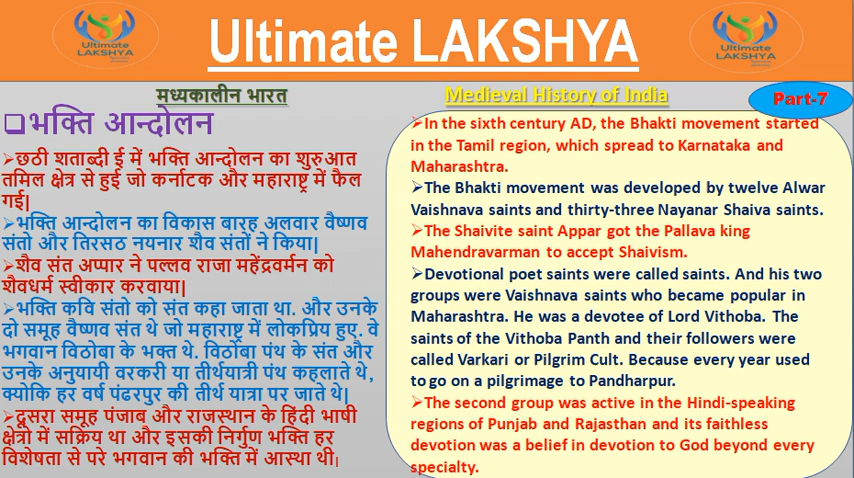 Ultimate
LAKSHYA
Ultimate LAKSHYA
Ultimate
LAKSHYA
मध्यकालीन भारत
❑भक्ति आन्दोलन
➢छठी शताब्दी ई में भक्ति आन्दोलन का शुरुआत
तमिल क्षेत्र से हुई जो कर्नाटक और महाराष्ट्र में फैल
गई|
➢भक्ति आन्दोलन का विकास बारह अलवार वैष्णव
संतो और तिरसठ नयनार शैव संतों ने किया|
➢शैव संत अप्पार ने पल्लव राजा महेंद्रवर्मन को
शैवधर्म स्वीकार करवाया|
➢भक्ति कवि संतो को संत कहा जाता था. और उनके
दो समूह वैष्णव संत थे जो महाराष्ट्र में लोकप्रिय हुए. वे
भगवान विठोबा के भक्त थे. विठोबा पंथ के संत और
उनके अनुयायी वरकरी या तीर्थयात्री पंथ कहलाते थे,
क्योकि हर वर्ष पंढरपुर की तीर्थ यात्रा पर जाते थे|
➢दूसरा समूह पंजाब और राजस्थान के हिंदी भाषी
क्षेत्रो में सक्रिय था और इसकी निर्गुण भक्ति हर
विशेषता से परे भगवान की भक्ति में आस्था थी|
Medieval History of India
Part-7
➢In the sixth century AD, the Bhakti movement started
in the Tamil region, which spread to Karnataka and
Maharashtra.
➢The Bhakti movement was developed by twelve Alwar
Vaishnava saints and thirty-three Nayanar Shaiva saints.
➢The Shaivite saint Appar got the Pallava king
Mahendravarman to accept Shaivism.
➢Devotional poet saints were called saints. And his two
groups were Vaishnava saints who became popular in
Maharashtra. He was a devotee of Lord Vithoba. The
saints of the Vithoba Panth and their followers were
called Varkari or Pilgrim Cult. Because every year used
to go on a pilgrimage to Pandharpur.
➢The second group was active in the Hindi-speaking
regions of Punjab and Rajasthan and its faithless
devotion was a belief in devotion to God beyond every
specialty.